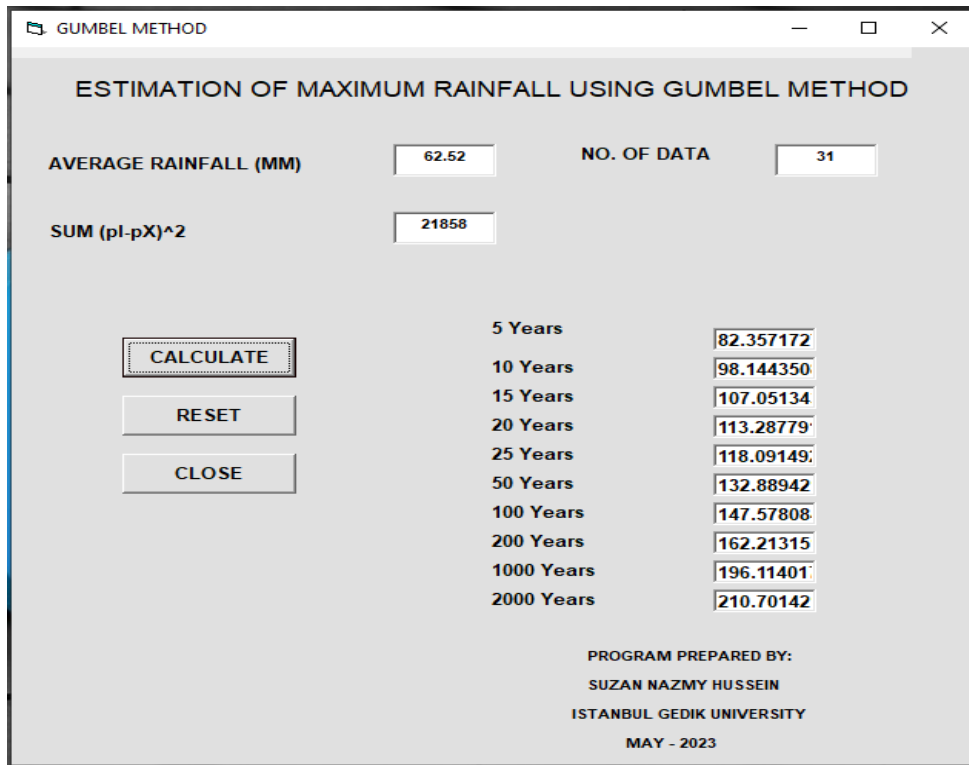 GUMBEL METHOD
ESTIMATION OF MAXIMUM RAINFALL USING GUMBEL METHOD
AVERAGE RAINFALL (MM) 62.52 NO. OF DATA 31
SUM (pI-pX)^2 21858
CALCULATE
RESET
CLOSE
5 Years 82.357172
10 Years 98.144350
15 Years 107.05134
20 Years 113.28779
25 Years 118.09149
50 Years 132.88942
100 Years 147.57808
200 Years 162.21315
1000 Years 196.11401
2000 Years 210.70142
PROGRAM PREPARED BY:
SUZAN NAZMY HUSSEIN
ISTANBUL GEDIK UNIVERSITY
MAY - 2023